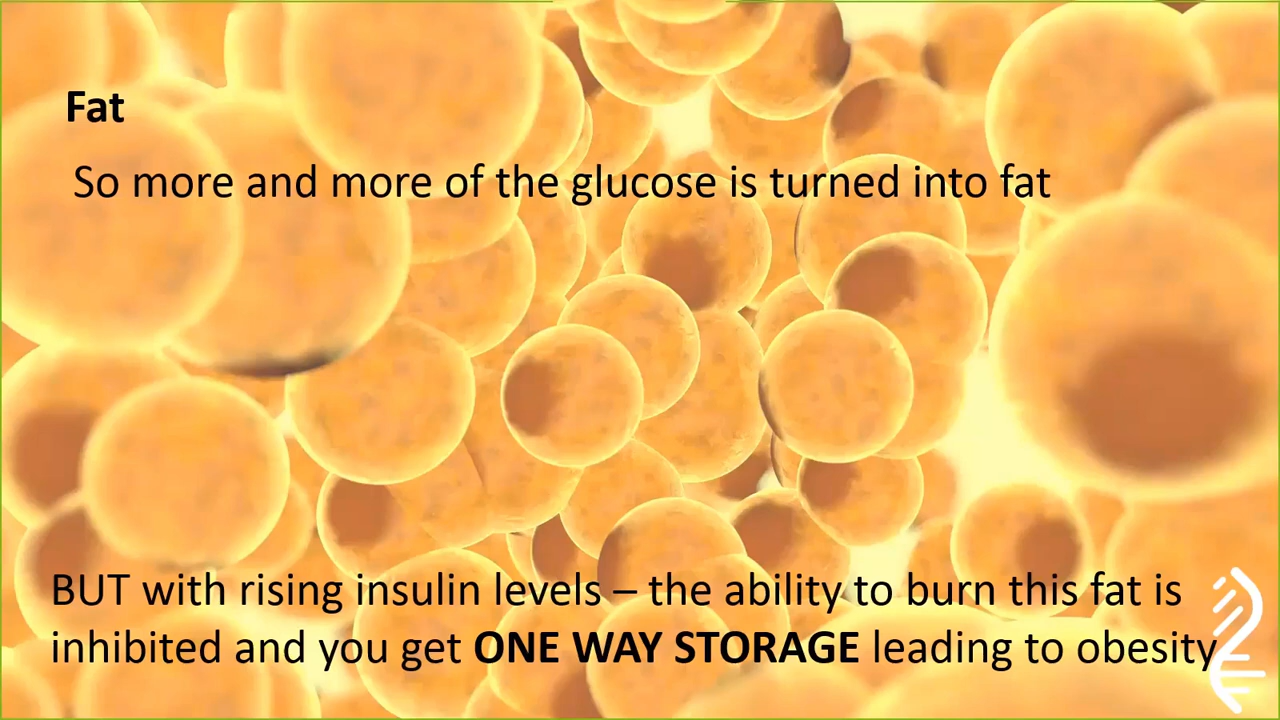 Fat
So more and more of the glucose is turned into fat
BUT with rising insulin levels – the ability to burn this fat is
inhibited and you get ONE WAY STORAGE leading to obesity